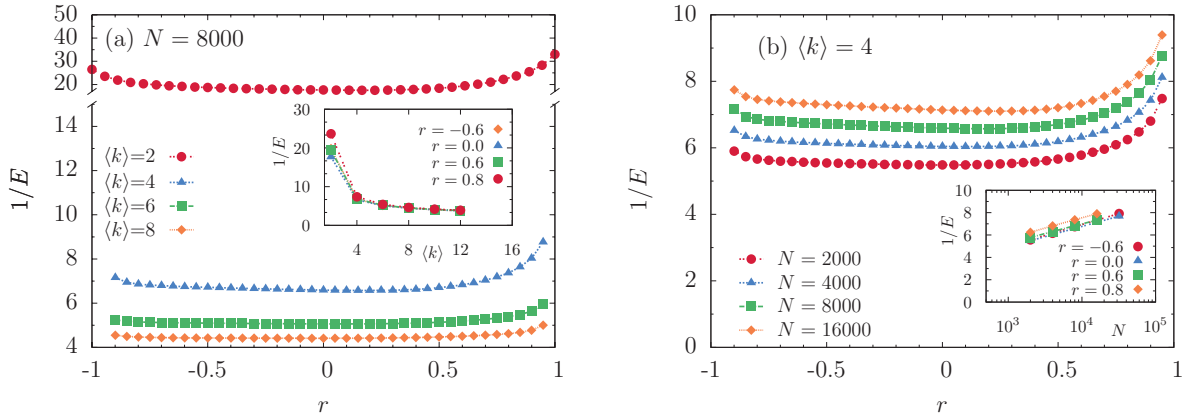 (a) N = 8000
50
40
30
20
14
12
10
8
6
4
1/E
-1
-0.5
0
0.5
1
r
⟨k⟩=2
⟨k⟩=4
⟨k⟩=6
⟨k⟩=8
30
20
10
0
1/E
4
8
12
16
⟨k⟩
r = −0.6
r = 0.0
r = 0.6
r = 0.8
(b) ⟨k⟩ = 4
10
8
6
4
2
0
1/E
-1
-0.5
0
0.5
1
r
N = 2000
N = 4000
N = 8000
N = 16000
10
8
6
4
2
0
1/E
10³
10⁴
N
10⁵
r = −0.6
r = 0.0
r = 0.6
r = 0.8